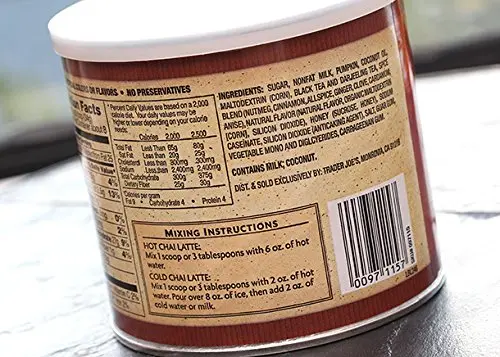 OR FLAVORS • NO PRESERVATIVES
Facts
*Percent Daily Values are based on a 2,000
calorie diet. Your daily values may be
higher or lower depending on your calorie
needs:
Calories 2,000 2,500
Total Fat Less than 65g 80g
Sat Fat Less than 20g 25g
Cholesterol Less than 300mg 300mg
Sodium Less than 2,400mg 2,400mg
Total Carbohydrate 300g 375g
Dietary Fiber 25g 30g
Calories per gram
Fat 9 • Carbohydrate 4 • Protein 4
INGREDIENTS: SUGAR, NONFAT MILK, PUMPKIN, COCONUT OIL,
MALTODEXTRIN (CORN), BLACK TEA AND DARJEELING TEA, SPICE
BLEND (NUTMEG, CINNAMON, ALLSPICE, GINGER, CLOVE, CARDAMOM,
ANISE), NATURAL FLAVOR (NATURAL FLAVOR, MALTODEXTRIN
(CORN), SILICON DIOXIDE), HONEY (SUCROSE, HONEY), SODIUM
CASEINATE, SILICON DIOXIDE (ANTICAKING AGENT), SALT, GUAR GUM,
VEGETABLE MONO AND DIGLYCERIDES, CARRAGEENAN GUM.
CONTAINS MILK; COCONUT.
DIST. & SOLD EXCLUSIVELY BY: TRADER JOE'S, MONROVIA, CA 91016
MIXING INSTRUCTIONS
HOT CHAI LATTE:
Mix 1 scoop or 3 tablespoons with 6 oz. of hot
water.
COLD CHAI LATTE:
Mix 1 scoop or 3 tablespoons with 2 oz. of hot
water. Pour over 8 oz. of ice, then add 2 oz. of
cold water or milk.
0097 1157